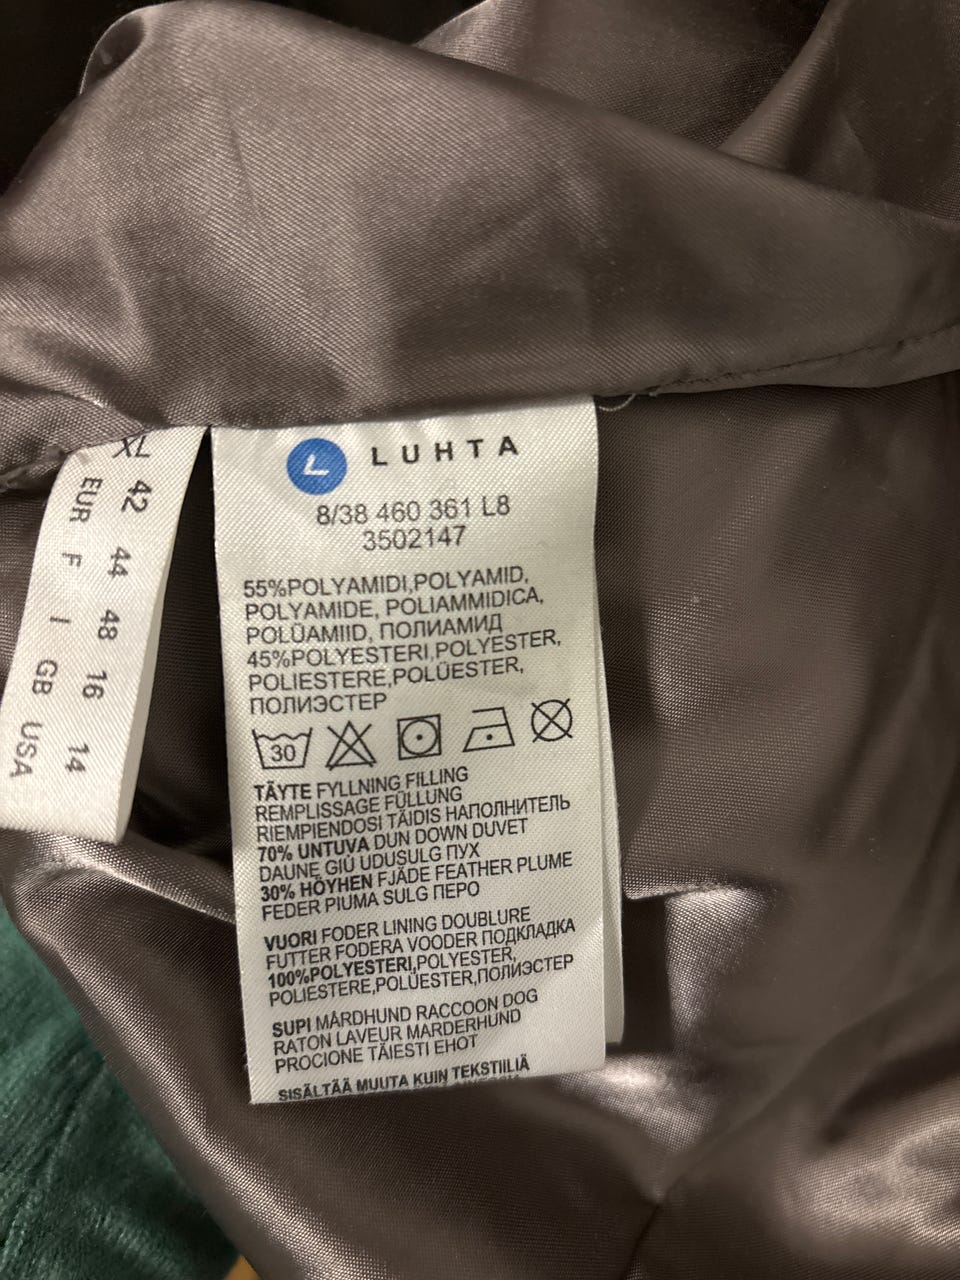 LUHTA
8/38 460 361 L8
3502147
55%POLYAMIDI,POLYAMID,
POLYAMIDE, POLIAMMIDICA,
POLÜAMIID, ПОЛИАМИД
45%POLYESTERI,POLYESTER,
POLIESTERE,POLÜESTER,
ПОЛИЭСТЕР
30
TÄYTE FYLLNING FILLING
REMPLISSAGE FÜLLUNG
RIEMPIENDOSI TÄIDIS НАПОЛНИТЕЛЬ
70% UNTUVA DUN DOWN DUVET
DAUNE GIÙ UDUSULG ПУХ
30% HÖYHEN FJÄDE FEATHER PLUME
FEDER PIUMA SULG ПЕРО
VUORI FODER LINING DOUBLURE
FUTTER FODERA VOODER ПОДКЛАДКА
100%POLYESTERI,POLYESTER,
POLIESTERE,POLÜESTER,ПОЛИЭСТЕР
SUPI MÅRDHUND RACCOON DOG
RATON LAVEUR MARDERHUND
PROCIONE TÄIESTI ЕНОТ
SISÄLTÄÄ MUUTA KUIN TEKSTIILIÄ
XL
42 44 48 16 14
EUR F I GB USA